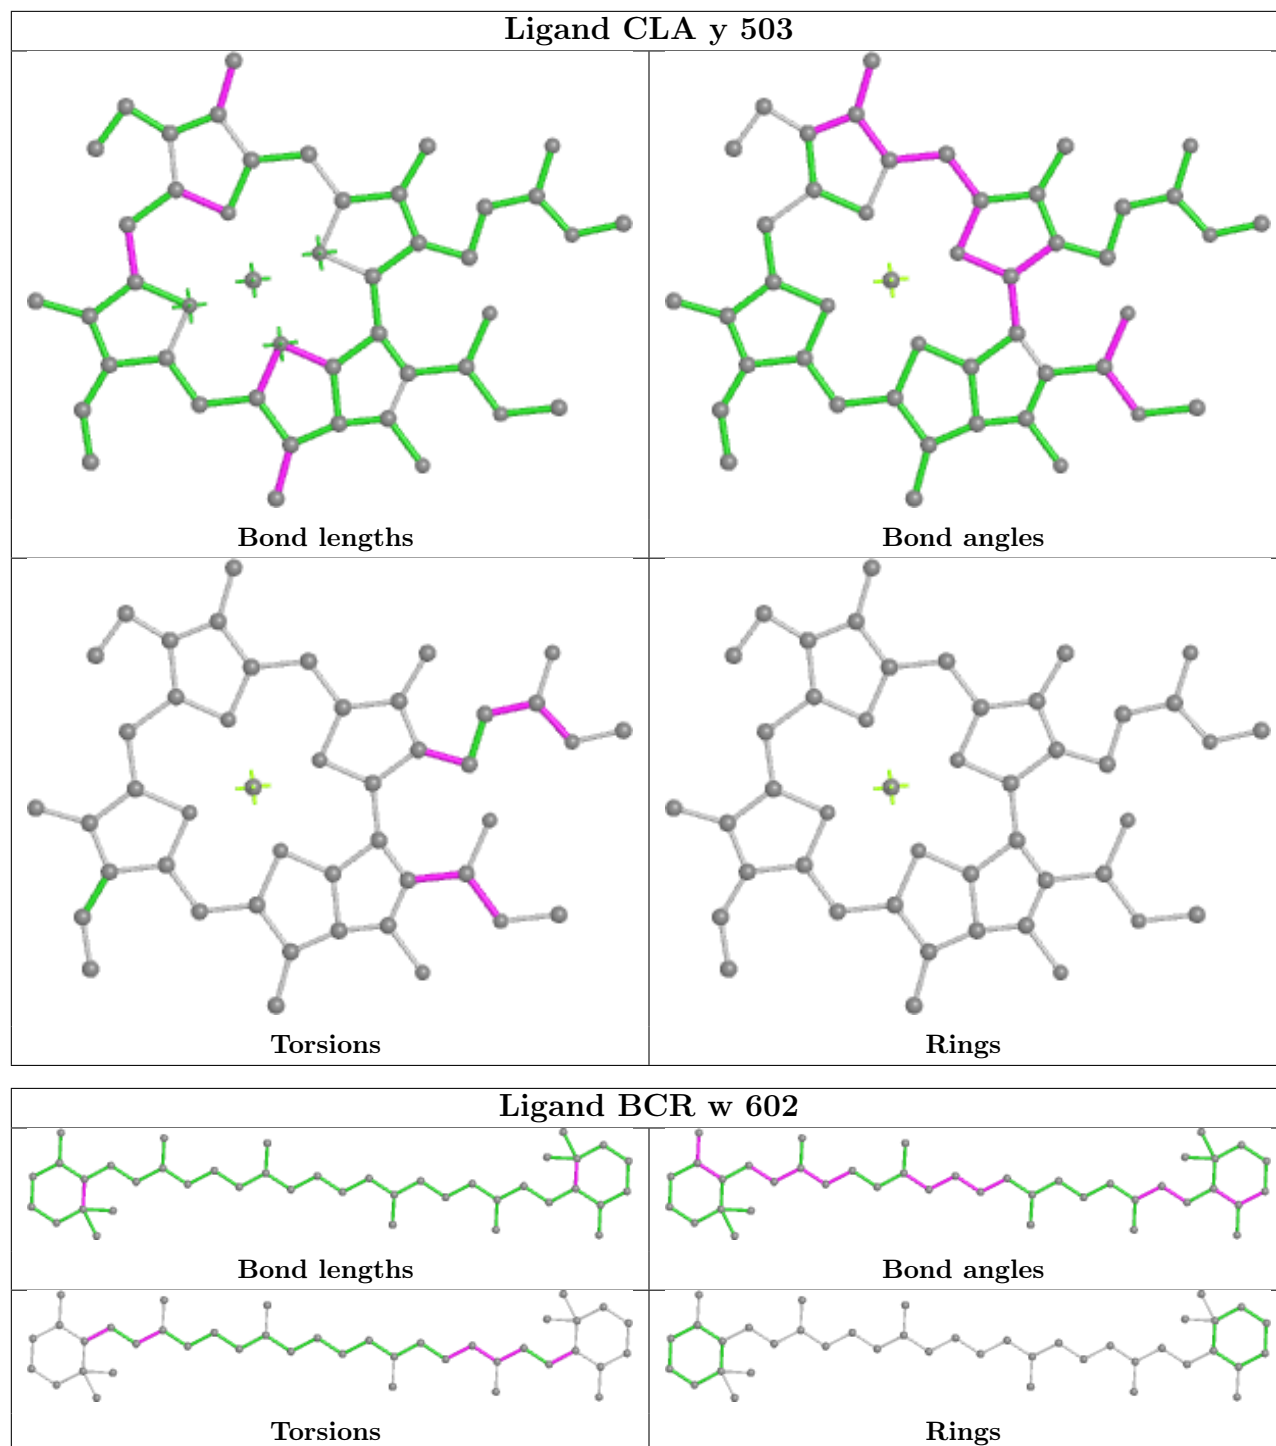 Ligand CLA y 503
Bond lengths
Bond angles
Torsions
Rings
Ligand BCR w 602
Bond lengths
Bond angles
Torsions
Rings